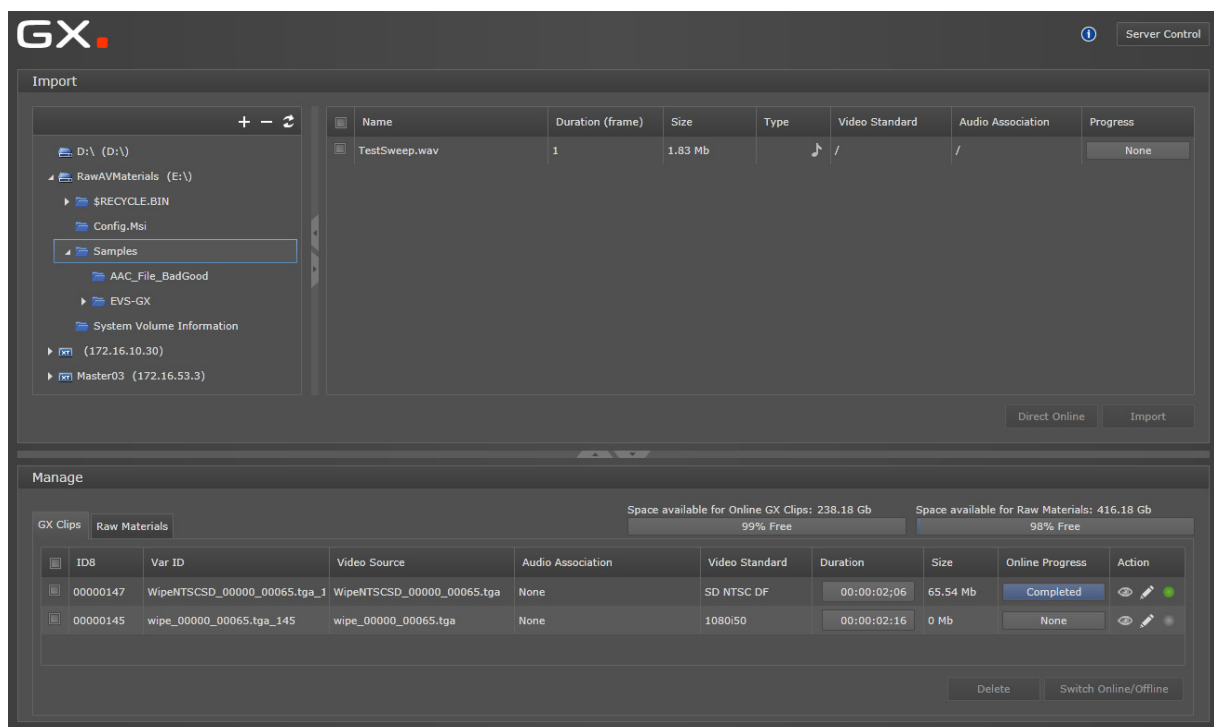 GX.
Server Control
Import
Name Duration (frame) Size Type Video Standard Audio Association Progress
TestSweep.wav 1 1.83 Mb / / None
D:\ (D:\)
RawAVMaterials (E:\)
$RECYCLE.BIN
Config.Msi
Samples
AAC_File_BadGood
EVS-GX
System Volume Information
XT (172.16.10.30)
XT Master03 (172.16.53.3)
Direct Online Import
Manage
GX Clips Raw Materials
Space available for Online GX Clips: 238.18 Gb Space available for Raw Materials: 416.18 Gb
99% Free 98% Free
ID8 Var ID Video Source Audio Association Video Standard Duration Size Online Progress Action
00000147 WipeNTSCSD_00000_00065.tga_1 WipeNTSCSD_00000_00065.tga None SD NTSC DF 00:00:02;06 65.54 Mb Completed
00000145 wipe_00000_00065.tga_145 wipe_00000_00065.tga None 1080i50 00:00:02:16 0 Mb None
Delete Switch Online/Offline